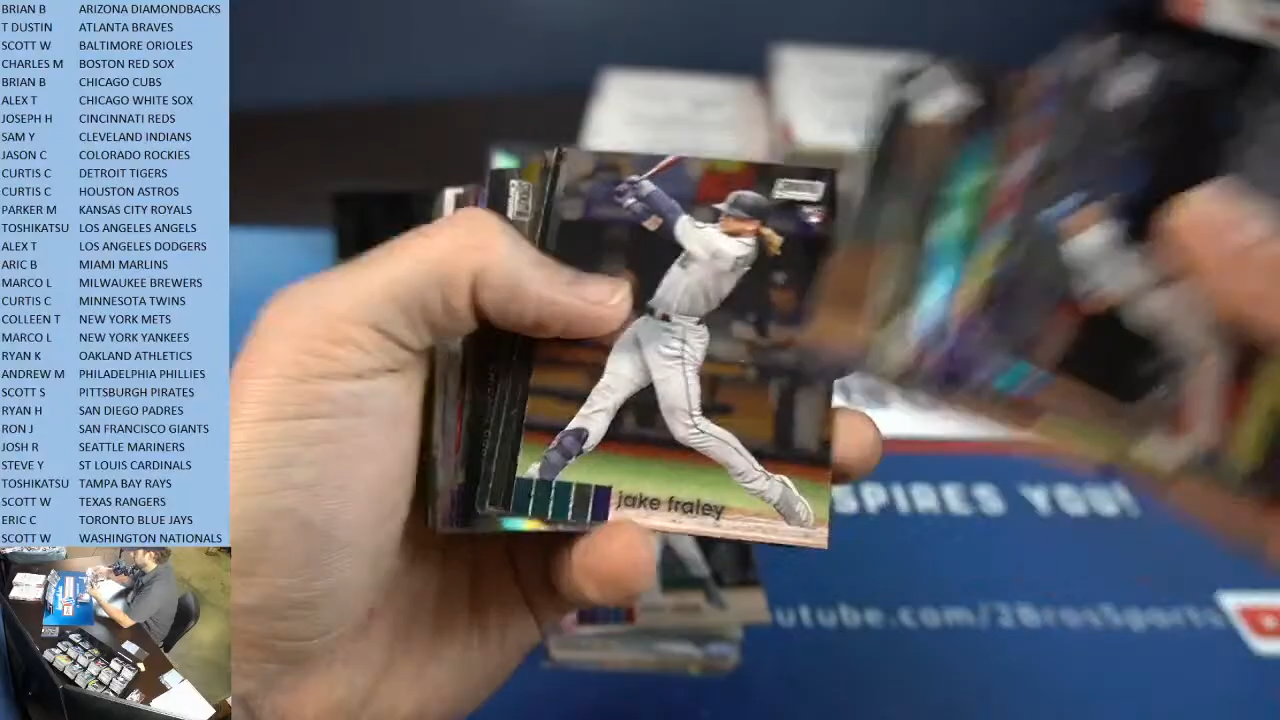 BRIAN B ARIZONA DIAMONDBACKS
T DUSTIN ATLANTA BRAVES
SCOTT W BALTIMORE ORIOLES
CHARLES M BOSTON RED SOX
BRIAN B CHICAGO CUBS
ALEX T CHICAGO WHITE SOX
JOSEPH H CINCINNATI REDS
SAM Y CLEVELAND INDIANS
JASON C COLORADO ROCKIES
CURTIS C DETROIT TIGERS
CURTIS C HOUSTON ASTROS
PARKER M KANSAS CITY ROYALS
TOSHIKATSU LOS ANGELES ANGELS
ALEX T LOS ANGELES DODGERS
ARIC B MIAMI MARLINS
MARCO L MILWAUKEE BREWERS
CURTIS C MINNESOTA TWINS
COLLEEN T NEW YORK METS
MARCO L NEW YORK YANKEES
RYAN K OAKLAND ATHLETICS
ANDREW M PHILADELPHIA PHILLIES
SCOTT S PITTSBURGH PIRATES
RYAN H SAN DIEGO PADRES
RON J SAN FRANCISCO GIANTS
JOSH R SEATTLE MARINERS
STEVE Y ST LOUIS CARDINALS
TOSHIKATSU TAMPA BAY RAYS
SCOTT W TEXAS RANGERS
ERIC C TORONTO BLUE JAYS
SCOTT W WASHINGTON NATIONALS
jake fraley
SPIRES YOU!
utube.com/2BrosSports